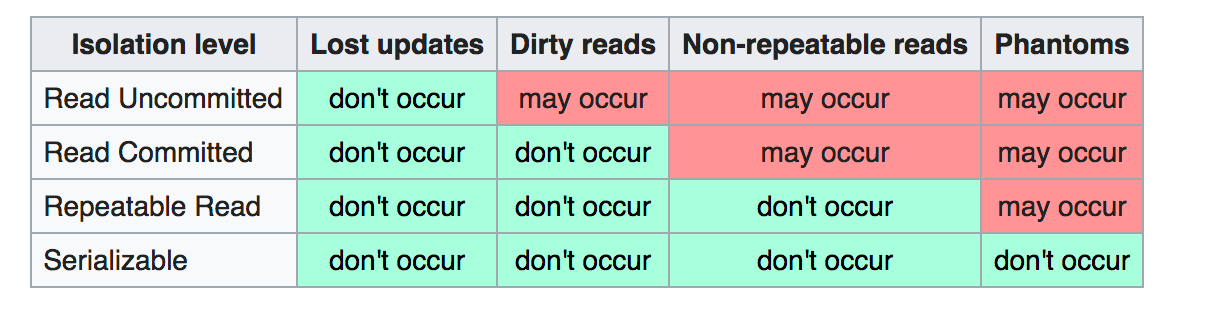 Isolation level Lost updates Dirty reads Non-repeatable reads Phantoms
Read Uncommitted don't occur may occur may occur may occur
Read Committed don't occur don't occur may occur may occur
Repeatable Read don't occur don't occur don't occur may occur
Serializable don't occur don't occur don't occur don't occur